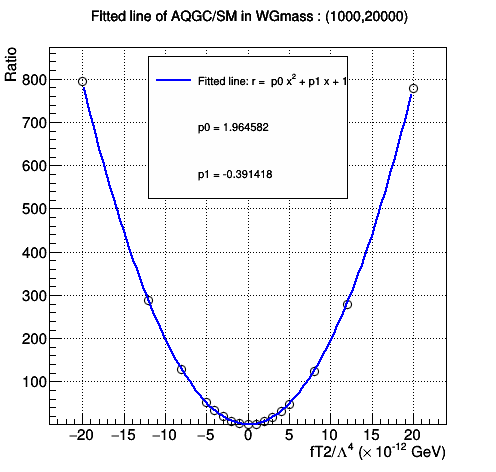 FItted line of AQGC/SM in WGmass : (1000,20000)
Ratio
Fitted line: r = p0 x² + p1 x + 1
p0 = 1.964582
p1 = -0.391418
800
700
600
500
400
300
200
100
−20 −15 −10 −5 0 5 10 15 20
fT2/Λ⁴ (× 10⁻¹² GeV)